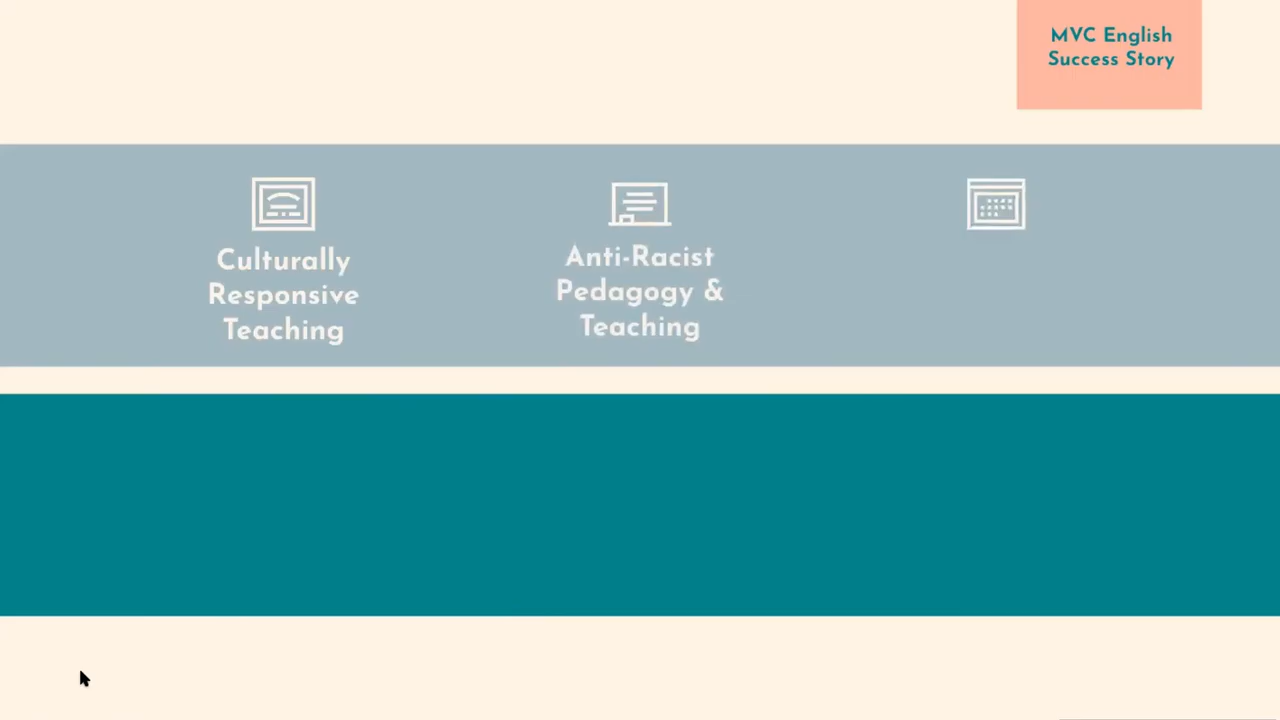 MVC English
Success Story
Culturally
Responsive
Teaching
Anti-Racist
Pedagogy &
Teaching